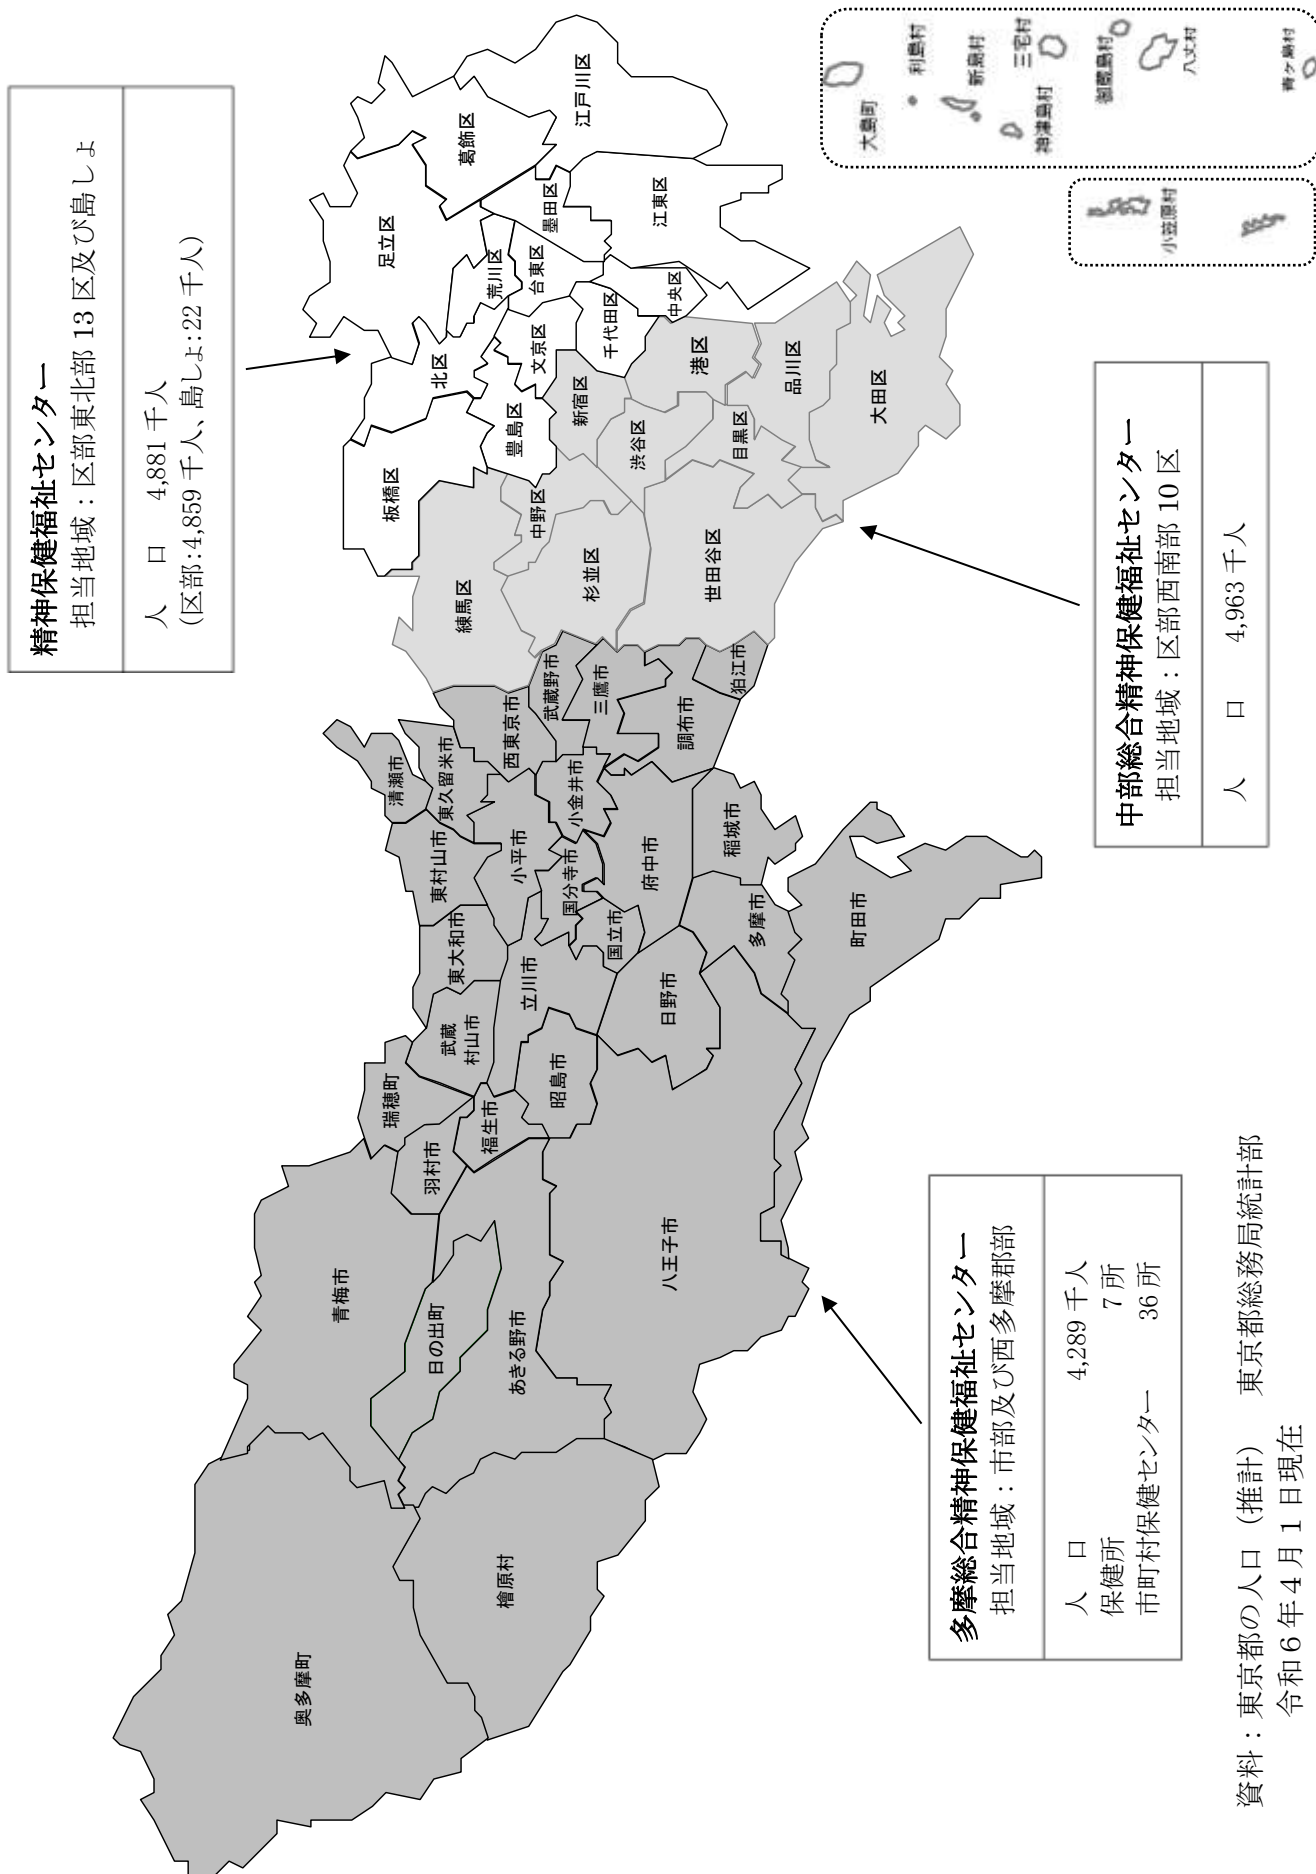 精神保健福祉センター
担当地域：区部東北部 13 区及び島しょ
人　口　4,881 千人
(区部:4,859 千人、島しょ:22 千人)
中部総合精神保健福祉センター
担当地域：区部西南部 10 区
人　口　4,963 千人
多摩総合精神保健福祉センター
担当地域：市部及び西多摩郡部
人　口　4,289 千人
保健所　7 所
市町村保健センター　36 所
奥多摩町
檜原村
青梅市
日の出町
あきる野市
八王子市
羽村市
瑞穂町
福生市
昭島市
武蔵
村山市
東大和市
立川市
日野市
東村山市
小平市
国分寺市
国立市
府中市
多摩市
稲城市
町田市
清瀬市
東久留米市
西東京市
小金井市
武蔵野市
三鷹市
調布市
狛江市
練馬区
中野区
杉並区
世田谷区
板橋区
豊島区
新宿区
渋谷区
目黒区
港区
品川区
大田区
北区
文京区
千代田区
中央区
荒川区
台東区
足立区
墨田区
江東区
葛飾区
江戸川区
大島町
利島村
新島村
神津島村
三宅村
御蔵島村
八丈村
青ヶ島村
小笠原村
資料：東京都の人口（推計）　東京都総務局統計部
令和６年４月１日現在